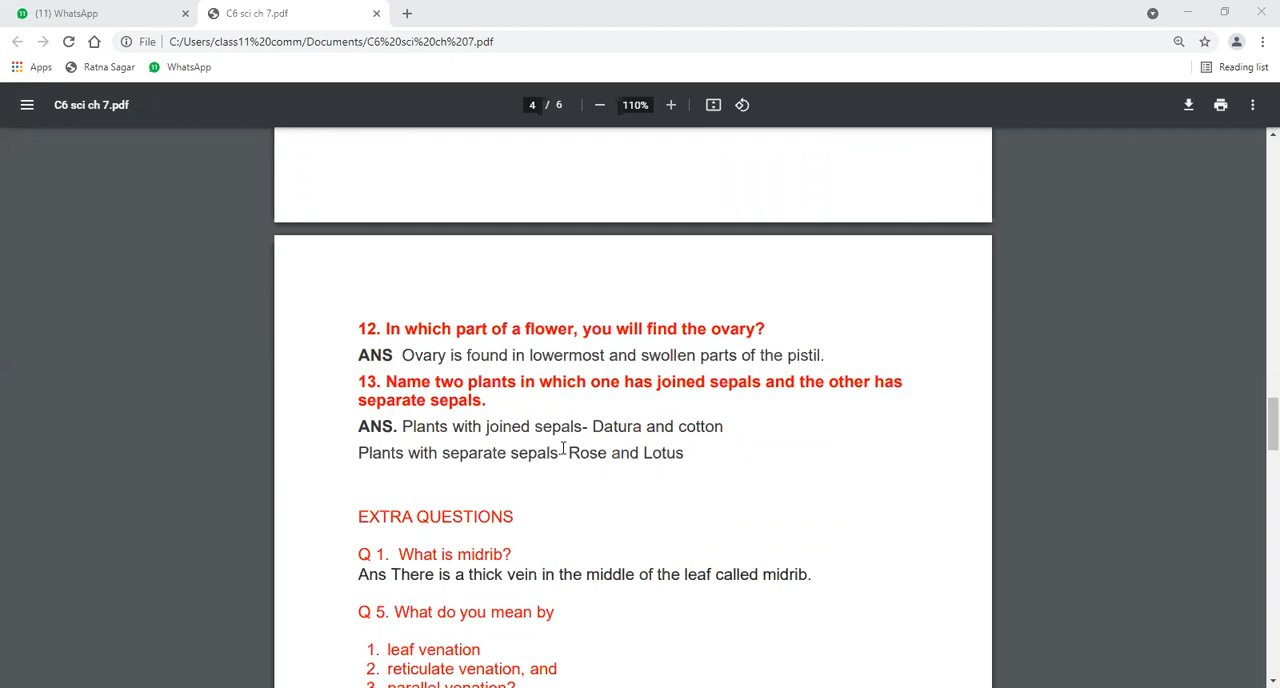 (11) WhatsApp
C6 sci ch 7.pdf
File
C:/Users/class11%20comm/Documents/C6%20sci%20ch%207.pdf
Apps
Ratna Sagar
WhatsApp
Reading list
C6 sci ch 7.pdf
4 / 6
110%
12. In which part of a flower, you will find the ovary?
ANS Ovary is found in lowermost and swollen parts of the pistil.
13. Name two plants in which one has joined sepals and the other has
separate sepals.
ANS. Plants with joined sepals- Datura and cotton
Plants with separate sepals- Rose and Lotus
EXTRA QUESTIONS
Q 1. What is midrib?
Ans There is a thick vein in the middle of the leaf called midrib.
Q 5. What do you mean by
1. leaf venation
2. reticulate venation, and
3. parallel venation?